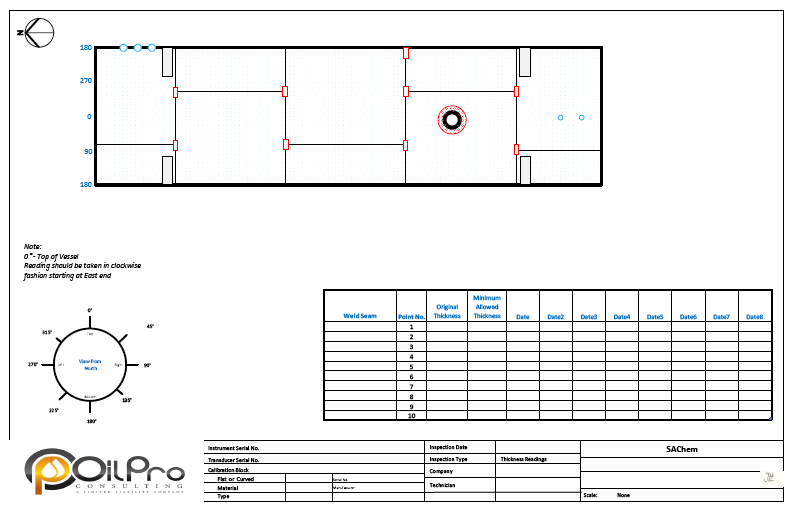 N
180
270
0
90
180
Note:
0°- Top of Vessel
Reading should be taken in clockwise
fashion starting at East end
0°
45°
90°
135°
180°
225°
270°
315°
Top
Right
Bottom
Left
View from
North
Weld Seam Point No. Original Thickness Minimum Allowed Thickness Date Date2 Date3 Date4 Date5 Date6 Date7 Date8
1
2
3
4
5
6
7
8
9
10
OilPro
CONSULTING
A LIMITED LIABILITY COMPANY
Instrument Serial No.
Transducer Serial No.
Calibration Block
Flat or Curved Serial No.
Material Manufacturer
Type
Inspection Date
Inspection Type Thickness Readings
Company
Technician
SAChem
Scale: None